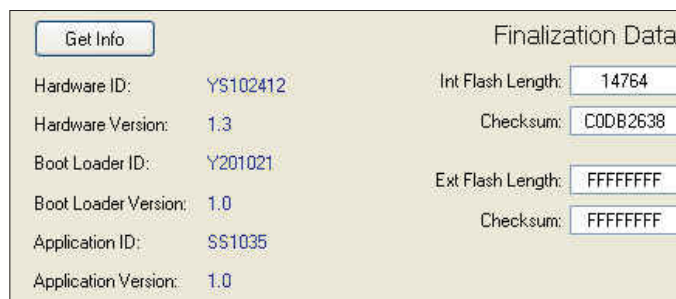 Get Info
Finalization Data
Hardware ID: YS102412
Int Flash Length: 14764
Hardware Version: 1.3
Checksum: C0DB2638
Boot Loader ID: Y201021
Ext Flash Length: FFFFFFFF
Boot Loader Version: 1.0
Checksum: FFFFFFFF
Application ID: SS1035
Application Version: 1.0